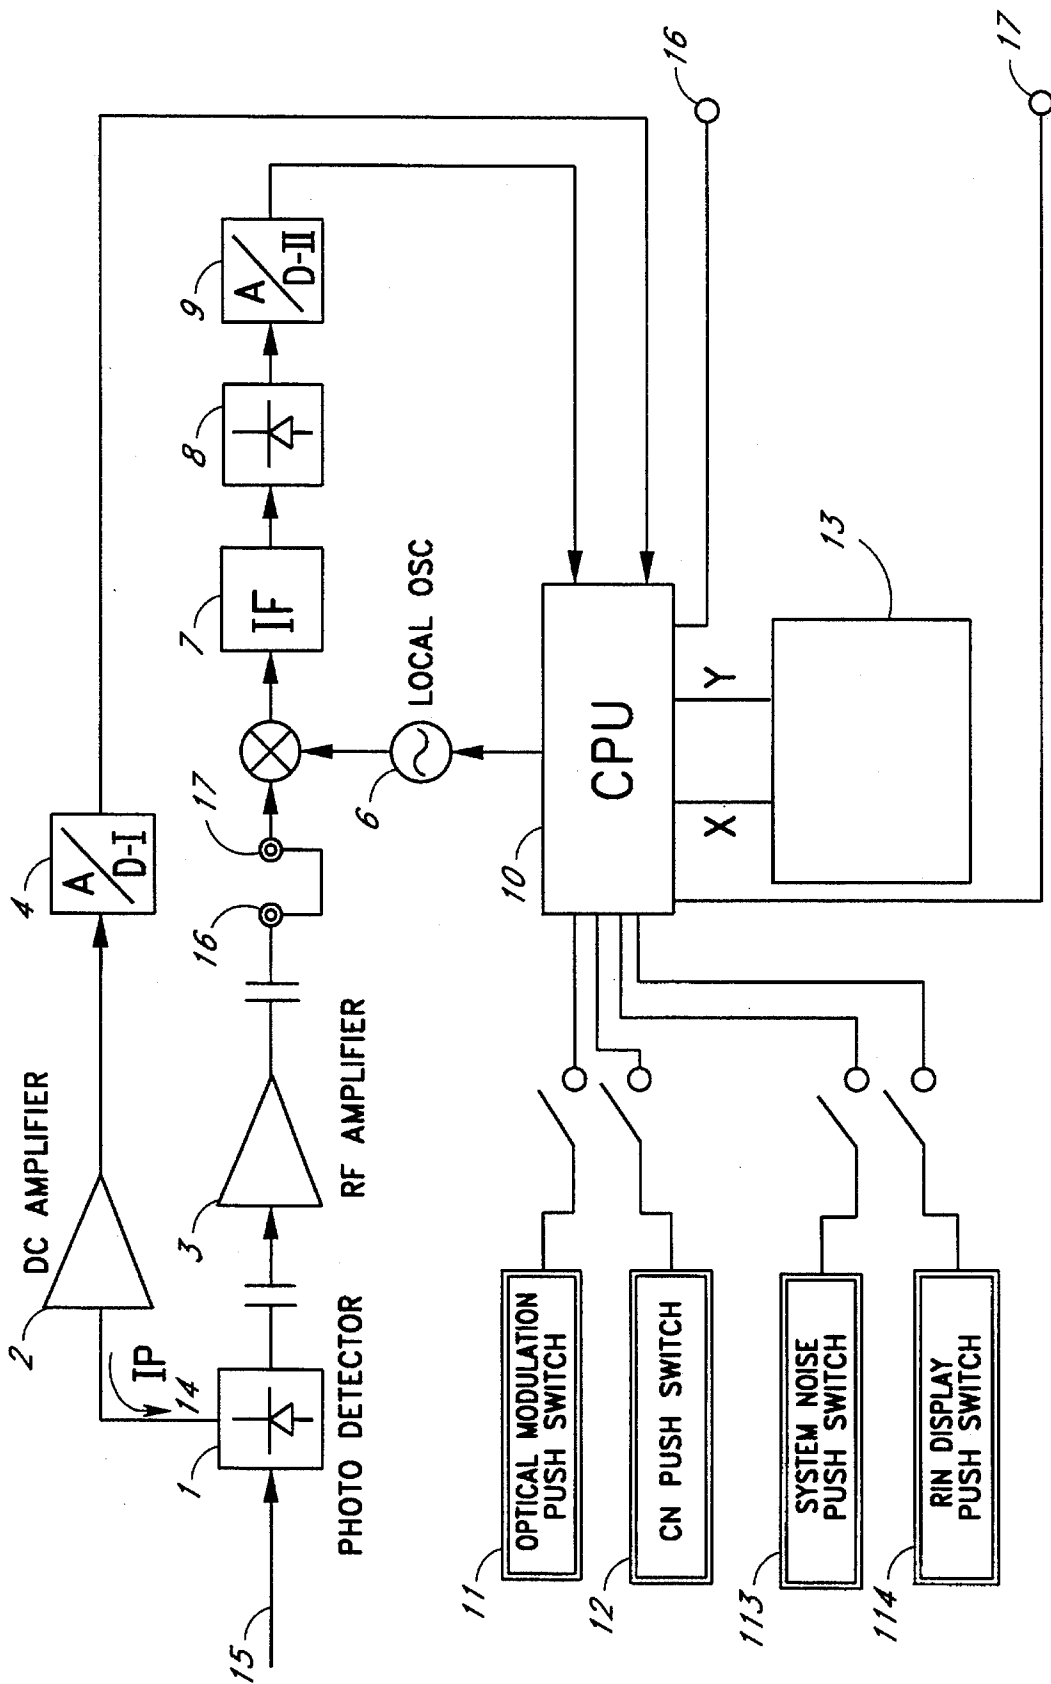 DC AMPLIFIER
2
4
A/D-I
IP
14
1
PHOTO DETECTOR
15
3
RF AMPLIFIER
16
17
6
LOCAL OSC
7
IF
8
9
A/D-II
10
CPU
X
Y
13
16
17
11
OPTICAL MODULATION
PUSH SWITCH
12
CN PUSH SWITCH
113
SYSTEM NOISE
PUSH SWITCH
114
RIN DISPLAY
PUSH SWITCH